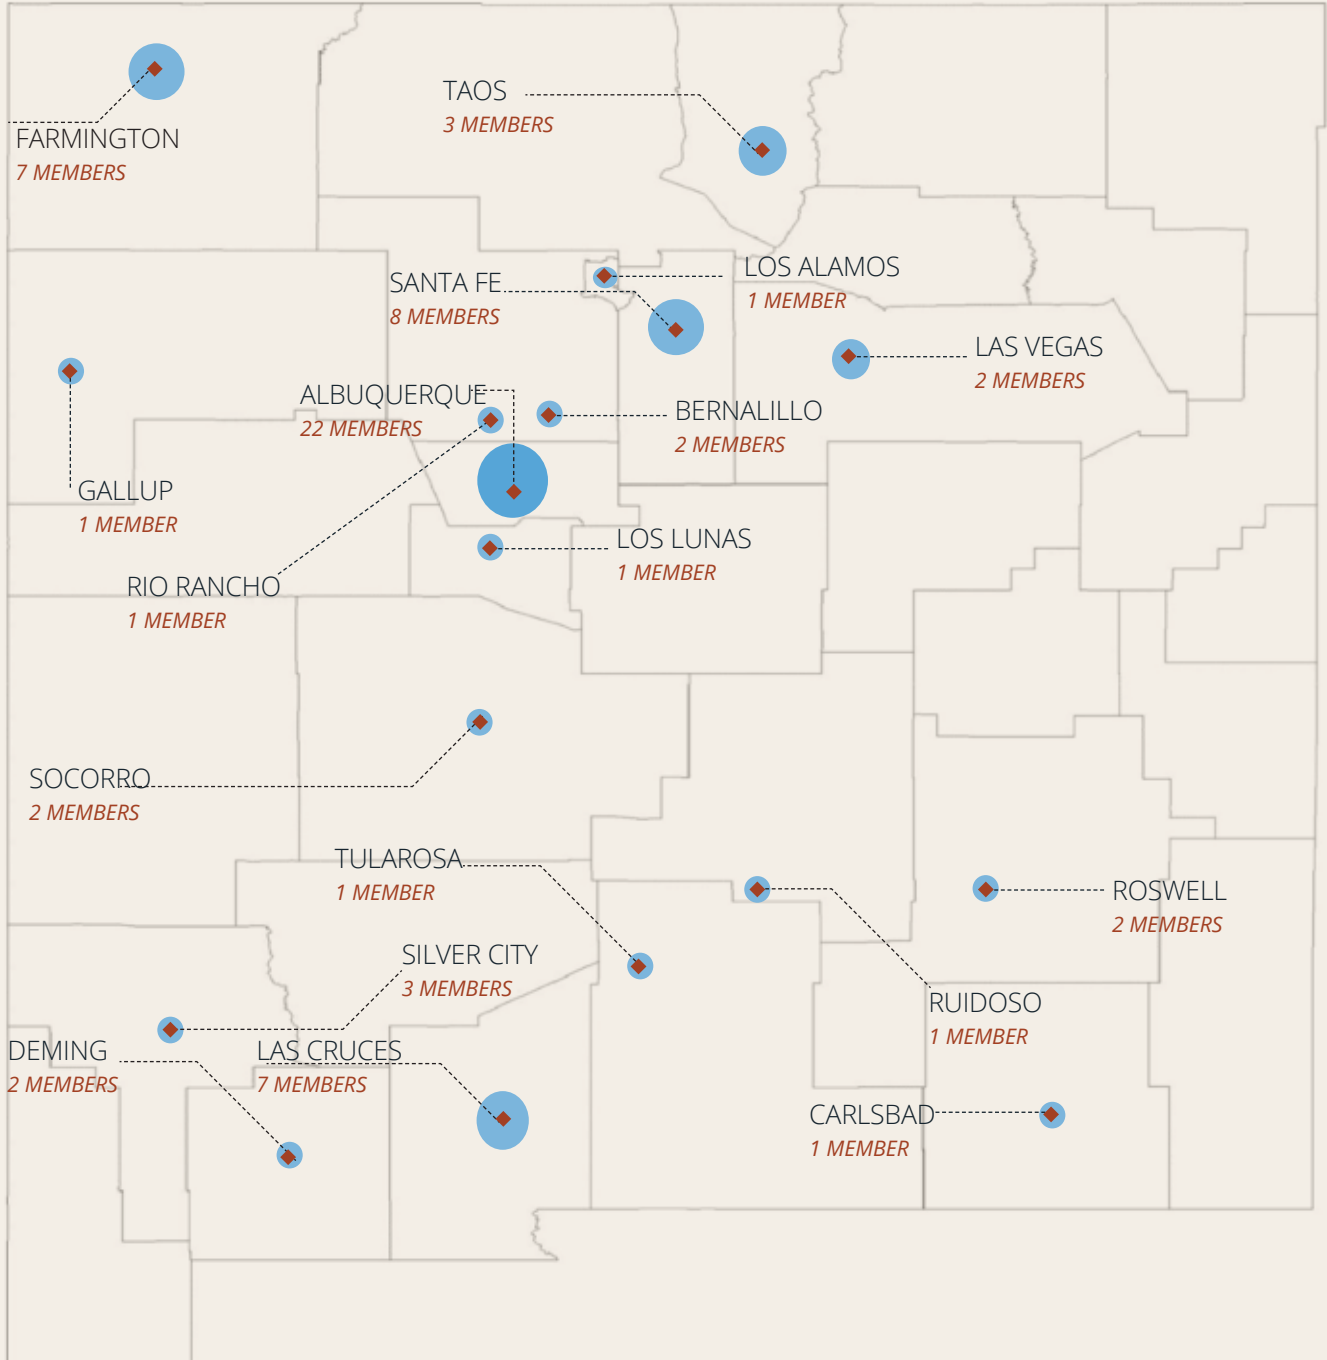 FARMINGTON
7 MEMBERS
TAOS
3 MEMBERS
LOS ALAMOS
1 MEMBER
SANTA FE
8 MEMBERS
LAS VEGAS
2 MEMBERS
ALBUQUERQUE
22 MEMBERS
BERNALILLO
2 MEMBERS
GALLUP
1 MEMBER
LOS LUNAS
1 MEMBER
RIO RANCHO
1 MEMBER
SOCORRO
2 MEMBERS
TULAROSA
1 MEMBER
ROSWELL
2 MEMBERS
SILVER CITY
3 MEMBERS
RUIDOSO
1 MEMBER
DEMING
2 MEMBERS
LAS CRUCES
7 MEMBERS
CARLSBAD
1 MEMBER